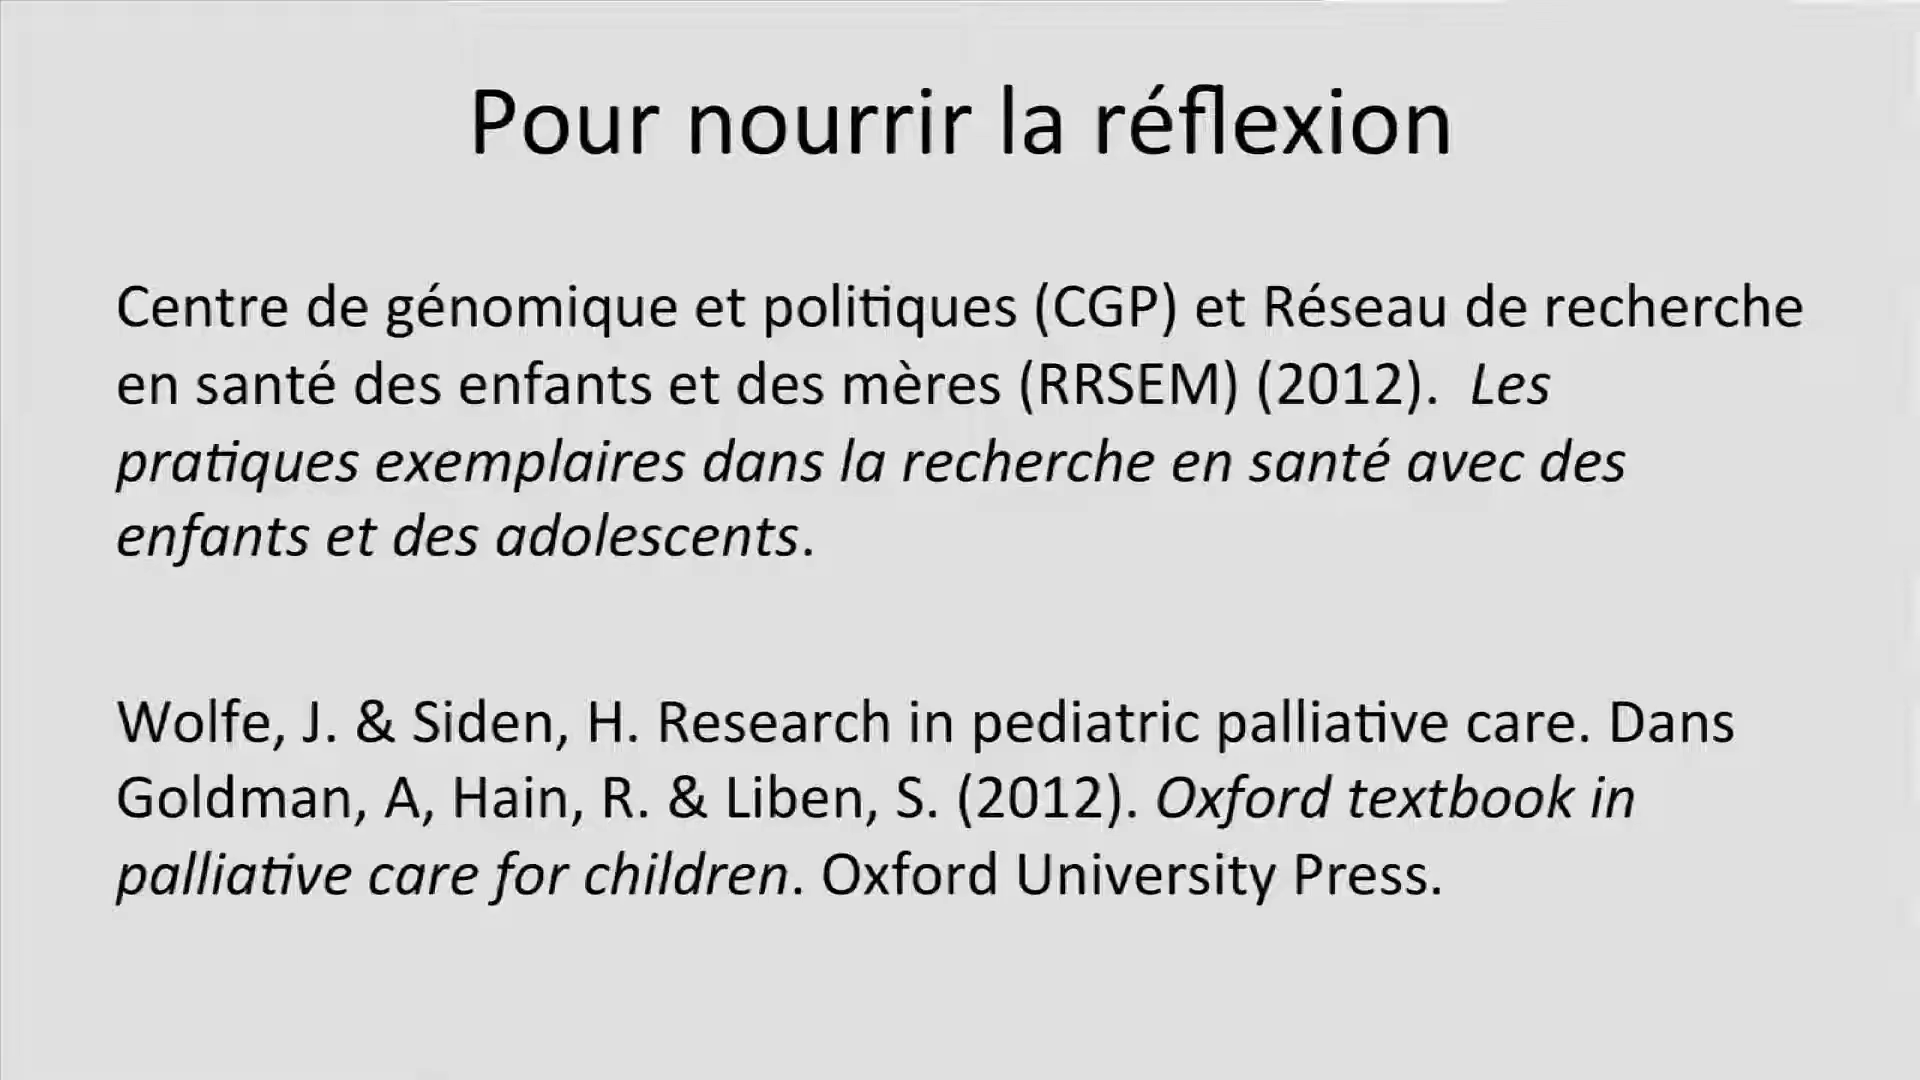 Pour nourrir la réflexion
Centre de génomique et politiques (CGP) et Réseau de recherche
en santé des enfants et des mères (RRSEM) (2012).  Les
pratiques exemplaires dans la recherche en santé avec des
enfants et des adolescents.
Wolfe, J. & Siden, H. Research in pediatric palliative care. Dans
Goldman, A, Hain, R. & Liben, S. (2012). Oxford textbook in
palliative care for children. Oxford University Press.